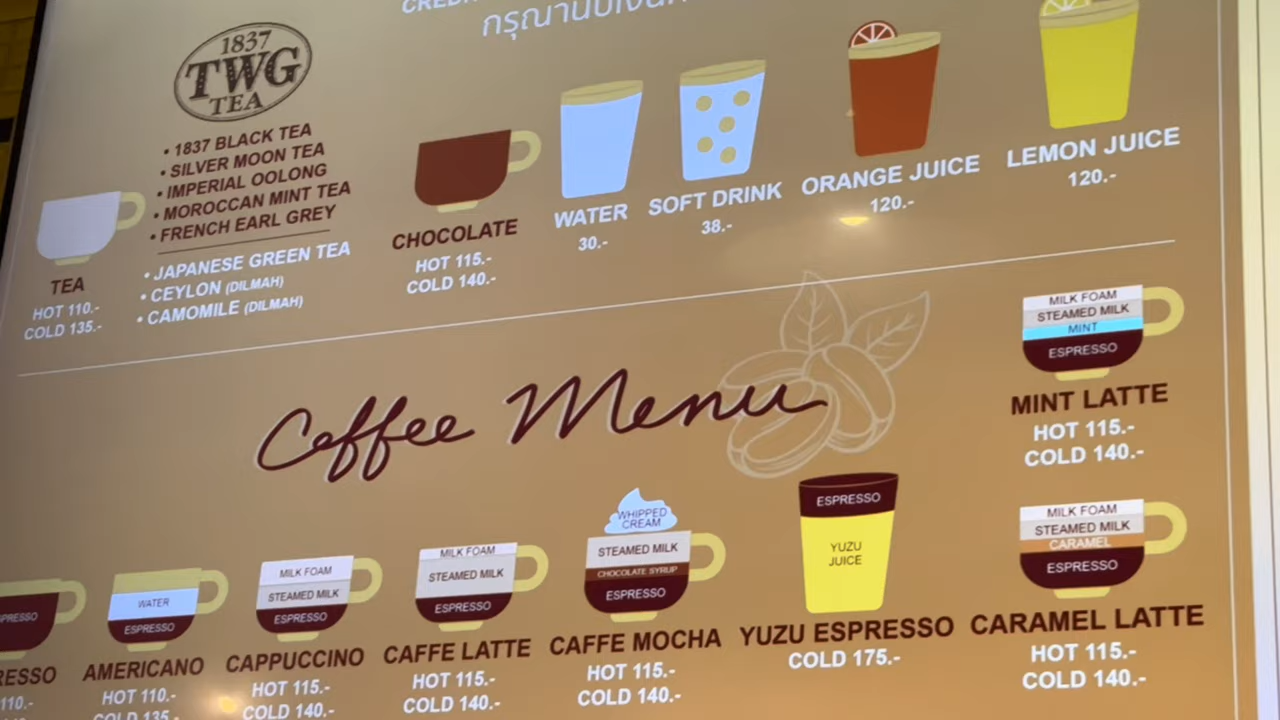 1837
TWG
TEA
• 1837 BLACK TEA
• SILVER MOON TEA
• IMPERIAL OOLONG
• MOROCCAN MINT TEA
• FRENCH EARL GREY
• JAPANESE GREEN TEA
• CEYLON (DILMAH)
• CAMOMILE (DILMAH)
TEA
HOT 110.-
COLD 135.-
CHOCOLATE
HOT 115.-
COLD 140.-
WATER
30.-
SOFT DRINK
38.-
ORANGE JUICE
120.-
LEMON JUICE
120.-
Coffee Menu
MILK FOAM
STEAMED MILK
MINT
ESPRESSO
MINT LATTE
HOT 115.-
COLD 140.-
WATER
ESPRESSO
AMERICANO
HOT 110.-
COLD 135.-
MILK FOAM
STEAMED MILK
ESPRESSO
CAPPUCCINO
HOT 115.-
COLD 140.-
MILK FOAM
STEAMED MILK
ESPRESSO
CAFFE LATTE
HOT 115.-
COLD 140.-
WHIPPED
CREAM
STEAMED MILK
CHOCOLATE SYRUP
ESPRESSO
CAFFE MOCHA
HOT 115.-
COLD 140.-
ESPRESSO
YUZU
JUICE
YUZU ESPRESSO
COLD 175.-
MILK FOAM
STEAMED MILK
CARAMEL
ESPRESSO
CARAMEL LATTE
HOT 115.-
COLD 140.-